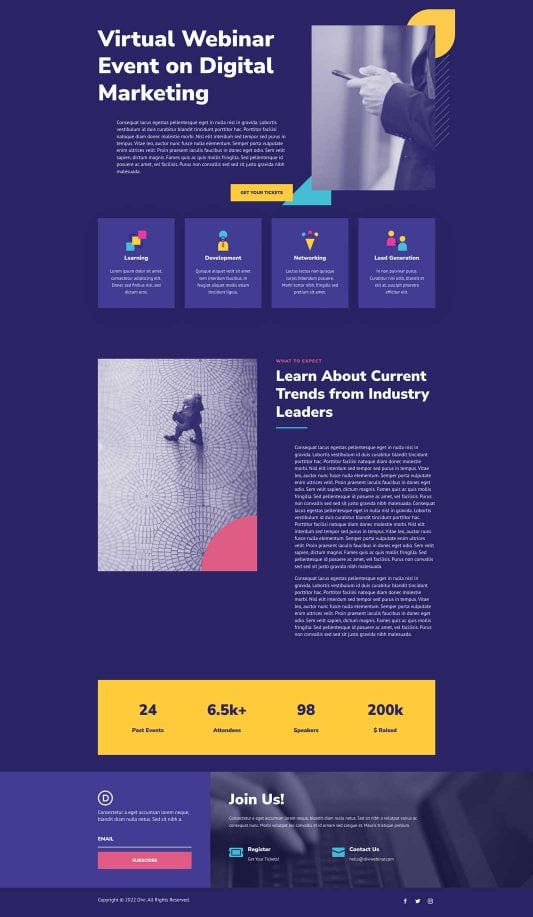 Virtual Webinar
Event on Digital
Marketing
Consequat lacus egestas pellentesque eget in nulla nisl in gravida. Lobortis
vestibulum id duis curabitur blandit tincidunt porttitor hac. Porttitor facilisi
natoque diam donec molestie morbi. Nisl elit interdum sed tempor sed purus in
tempus. Vitae leo, auctor nunc fusce nulla elementum. Semper purus vulputate
enim ultrices velit. Proin praesent iaculis faucibus in donec eget odio. Sem velit
sapien, dictum magnis. Fames quis ac quis mollis fringilla. Sed pellentesque id
posuere ac amet, vel facilisis. Purus non convallis sed sed sit justo gravida nibh
malesuada.
GET YOUR TICKETS
Learning
Lorem ipsum dolor sit amet,
consectetur adipiscing elit.
Donec sed finibus nisi, sed
dictum eros.
Development
Quisque aliquet velit sit amet
sem interdum faucibus. In
feugiat aliquet mollis etiam
tincidunt ligula.
Networking
Luctus lectus non quisque
turpis bibendum posuere.
Morbi tortor nibh, fringilla sed
pretium sit amet.
Lead Generation
In non pulvinar purus.
Curabitur nisi odio, blandit et
elit at, suscipit pharetra
efficitur elit.
WHAT TO EXPECT
Learn About Current
Trends from Industry
Leaders
Consequat lacus egestas pellentesque eget in nulla nisl in
gravida. Lobortis vestibulum id duis curabitur blandit tincidunt
porttitor hac. Porttitor facilisi natoque diam donec molestie
morbi. Nisl elit interdum sed tempor sed purus in tempus. Vitae
leo, auctor nunc fusce nulla elementum. Semper purus vulputate
enim ultrices velit. Proin praesent iaculis faucibus in donec eget
odio. Sem velit sapien, dictum magnis. Fames quis ac quis mollis
fringilla. Sed pellentesque id posuere ac amet, vel facilisis. Purus
non convallis sed sed sit justo gravida nibh malesuada. Consequat
lacus egestas pellentesque eget in nulla nisl in gravida. Lobortis
vestibulum id duis curabitur blandit tincidunt porttitor hac.
Porttitor facilisi natoque diam donec molestie morbi. Nisl elit
interdum sed tempor sed purus in tempus. Vitae leo, auctor nunc
fusce nulla elementum. Semper purus vulputate enim ultrices
velit. Proin praesent iaculis faucibus in donec eget odio. Sem velit
sapien, dictum magnis. Fames quis ac quis mollis fringilla. Sed
pellentesque id posuere ac amet, vel facilisis. Purus non convallis
sed sed sit justo gravida nibh malesuada.
Consequat lacus egestas pellentesque eget in nulla nisl in
gravida. Lobortis vestibulum id duis curabitur blandit tincidunt
porttitor hac. Porttitor facilisi natoque diam donec molestie
morbi. Nisl elit interdum sed tempor sed purus in tempus. Vitae
leo, auctor nunc fusce nulla elementum. Semper purus vulputate
enim ultrices velit. Proin praesent iaculis faucibus in donec eget
odio. Sem velit sapien, dictum magnis. Fames quis ac quis mollis
fringilla. Sed pellentesque id posuere ac amet, vel facilisis. Purus
non convallis sed sed sit justo gravida nibh malesuada.
24
Past Events
6.5k+
Attendees
98
Speakers
200k
$ Raised
D
Consectetur a eget accumsan lorem neque,
blandit diam nulla netus. Sed sit nibh a.
EMAIL
SUBSCRIBE
Join Us!
Consectetur a eget accumsan lorem neque, blandit diam nulla netus. Sed sit nibh a volutpat varius ac
consequat nunc. Morbi volutpat leo convallis et id ornare sed congue et. Mauris tristique pretium.
Register
Get Your Tickets!
Contact Us
hello@divwebinar.com
Copyright © 2022 Divi. All Rights Reserved.